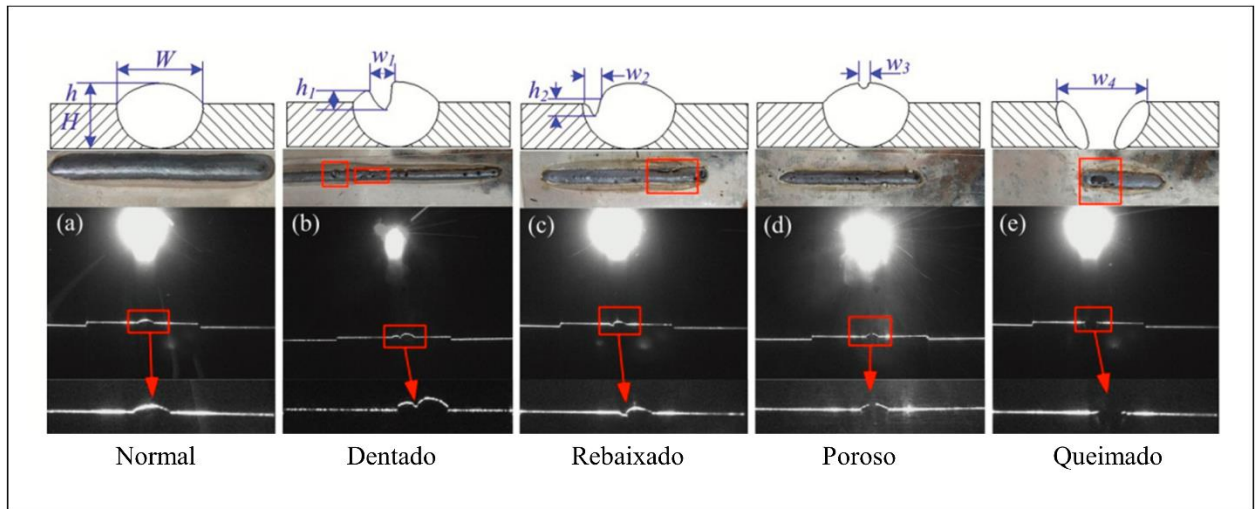 W
h
H
w1
h1
h2
w2
w3
w4
(a)
(b)
(c)
(d)
(e)
Normal
Dentado
Rebaixado
Poroso
Queimado